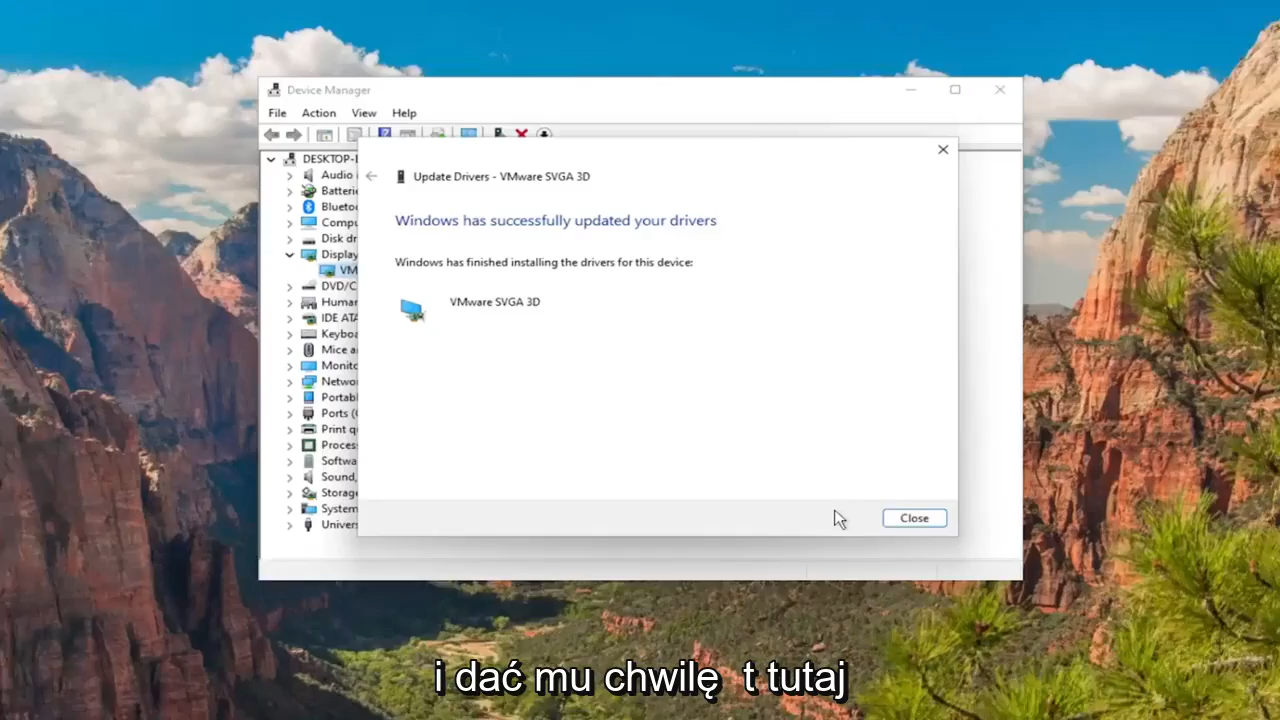 Device Manager
File Action View Help
Update Drivers - VMware SVGA 3D
Windows has successfully updated your drivers
Windows has finished installing the drivers for this device:
VMware SVGA 3D
Close
DESKTOP-
Audio
Batterie
Blueto
Compu
Disk dr
Display
VM
DVD/C
Human
IDE ATA
Keybo
Mice a
Monito
Netwo
Portab
Ports (
Print q
Proces
Softwa
Sound,
Storage
System
Univers
i dać mu chwilę t tutaj